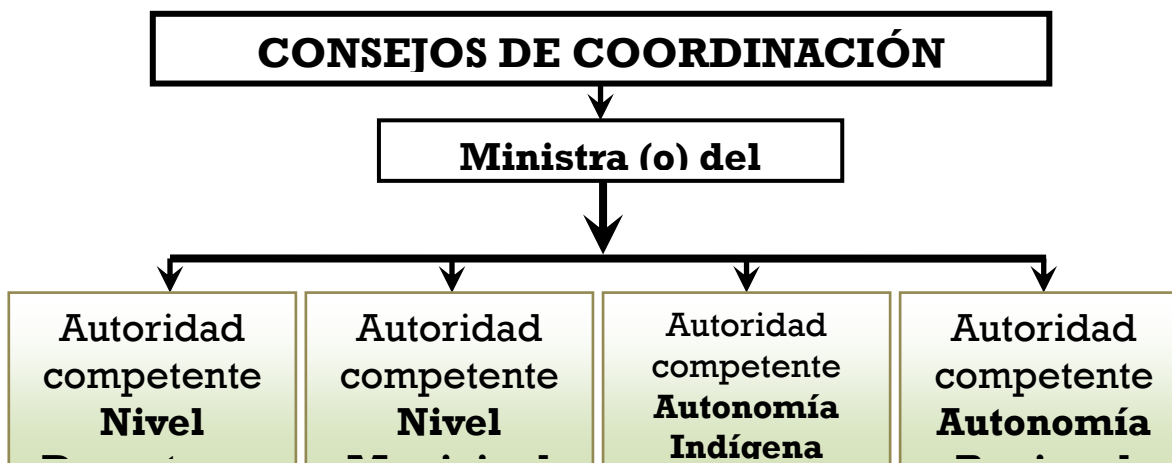 CONSEJOS DE COORDINACIÓN
Ministra (o) del
Autoridad
competente
Nivel
Autoridad
competente
Nivel
Autoridad
competente
Autonomía
Indígena
Autoridad
competente
Autonomía